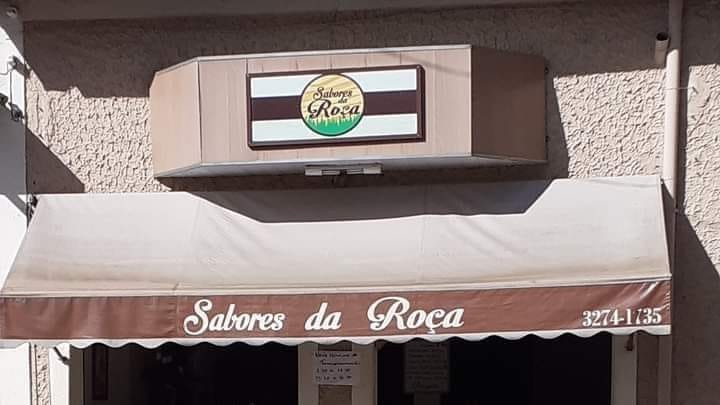 Sabores
da
Roça
Sabores da Roça 3274-1735